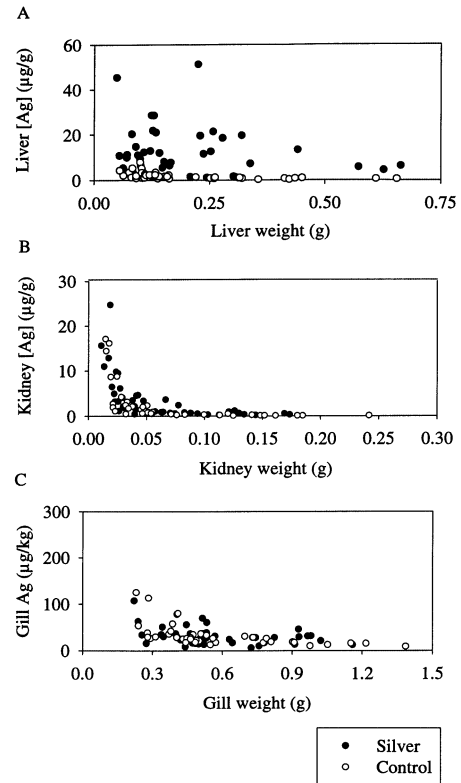 A
60
40
20
0
Liver [Ag] (µg/g)
0.00 0.25 0.50 0.75
Liver weight (g)
B
30
20
10
0
Kidney [Ag] (µg/g)
0.00 0.05 0.10 0.15 0.20 0.25 0.30
Kidney weight (g)
C
300
200
100
0
Gill Ag (µg/kg)
0.0 0.3 0.6 0.9 1.2 1.5
Gill weight (g)
Silver
Control